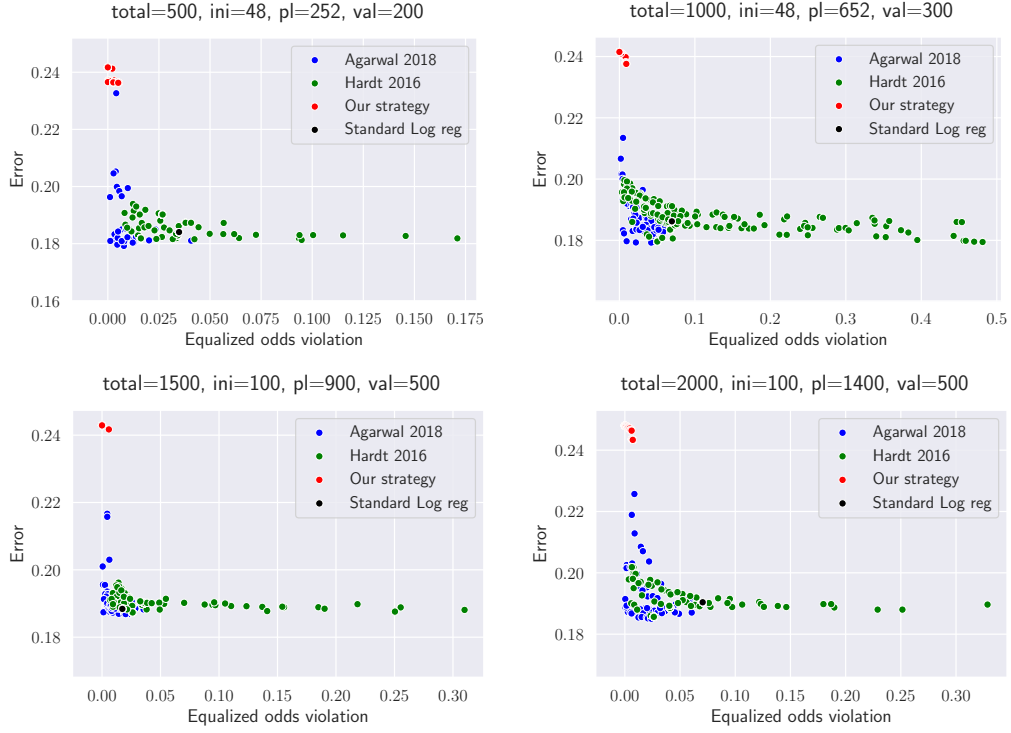 total=500, ini=48, pl=252, val=200
0.24
0.22
0.20
0.18
0.16
Error
Agarwal 2018
Hardt 2016
Our strategy
Standard Log reg
0.000 0.025 0.050 0.075 0.100 0.125 0.150 0.175
Equalized odds violation
total=1000, ini=48, pl=652, val=300
0.24
0.22
0.20
0.18
Error
Agarwal 2018
Hardt 2016
Our strategy
Standard Log reg
0.0 0.1 0.2 0.3 0.4 0.5
Equalized odds violation
total=1500, ini=100, pl=900, val=500
0.24
0.22
0.20
0.18
Error
Agarwal 2018
Hardt 2016
Our strategy
Standard Log reg
0.00 0.05 0.10 0.15 0.20 0.25 0.30
Equalized odds violation
total=2000, ini=100, pl=1400, val=500
0.24
0.22
0.20
0.18
Error
Agarwal 2018
Hardt 2016
Our strategy
Standard Log reg
0.00 0.05 0.10 0.15 0.20 0.25 0.30
Equalized odds violation